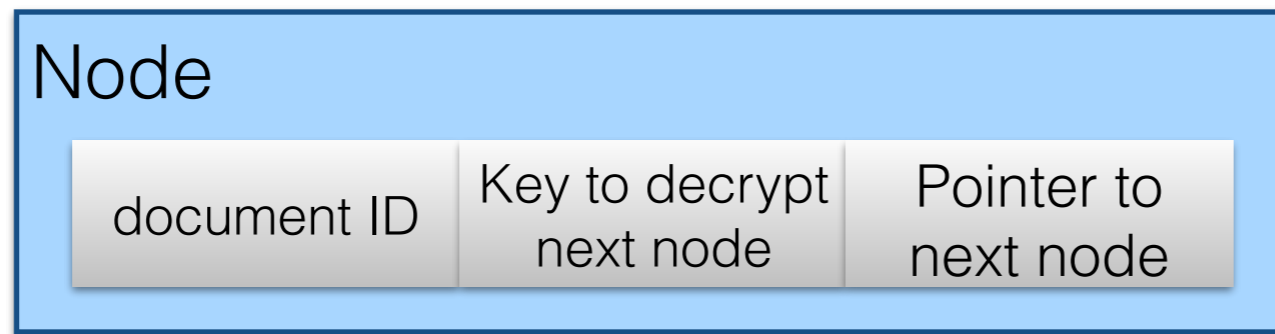 Node
document ID
Key to decrypt
next node
Pointer to
next node